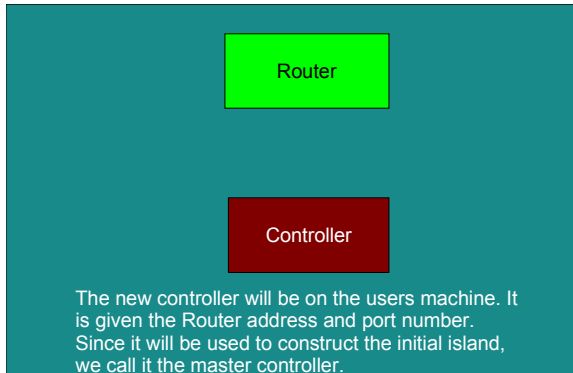 Router
Controller
The new controller will be on the users machine. It
is given the Router address and port number.
Since it will be used to construct the initial island,
we call it the master controller.